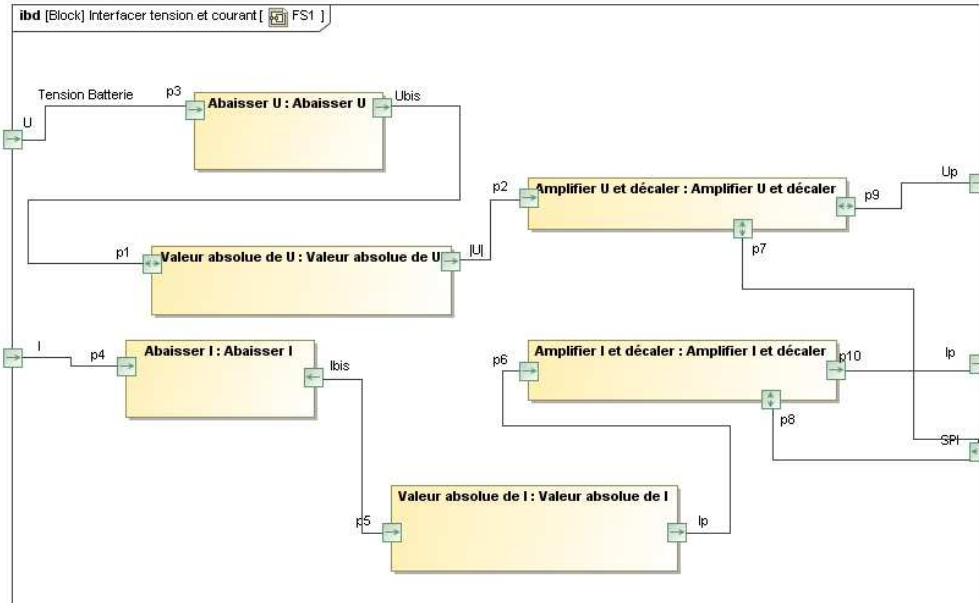 ibd [Block] Interfacer tension et courant [ FS1 ]
Tension Batterie
p3
Abaisser U : Abaisser U
Ubis
U
p2
Amplifier U et décaler : Amplifier U et décaler
p9
Up
p7
p1
Valeur absolue de U : Valeur absolue de U
|U|
I
p4
Abaisser I : Abaisser I
Ibis
p6
Amplifier I et décaler : Amplifier I et décaler
p10
Ip
p8
SPI
Valeur absolue de I : Valeur absolue de I
p5
Ip